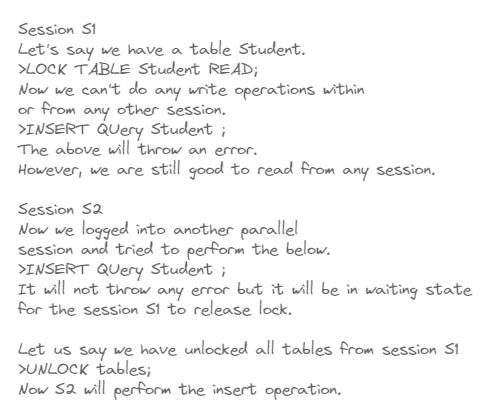 Session S1
Let's say we have a table Student.
>LOCK TABLE Student READ;
Now we can't do any write operations within
or from any other session.
>INSERT QUery Student ;
The above will throw an error.
However, we are still good to read from any session.

Session S2
Now we logged into another parallel
session and tried to perform the below.
>INSERT QUery Student ;
It will not throw any error but it will be in waiting state
for the session S1 to release lock.

Let us say we have unlocked all tables from session S1
>UNLOCK tables;
Now S2 will perform the insert operation.